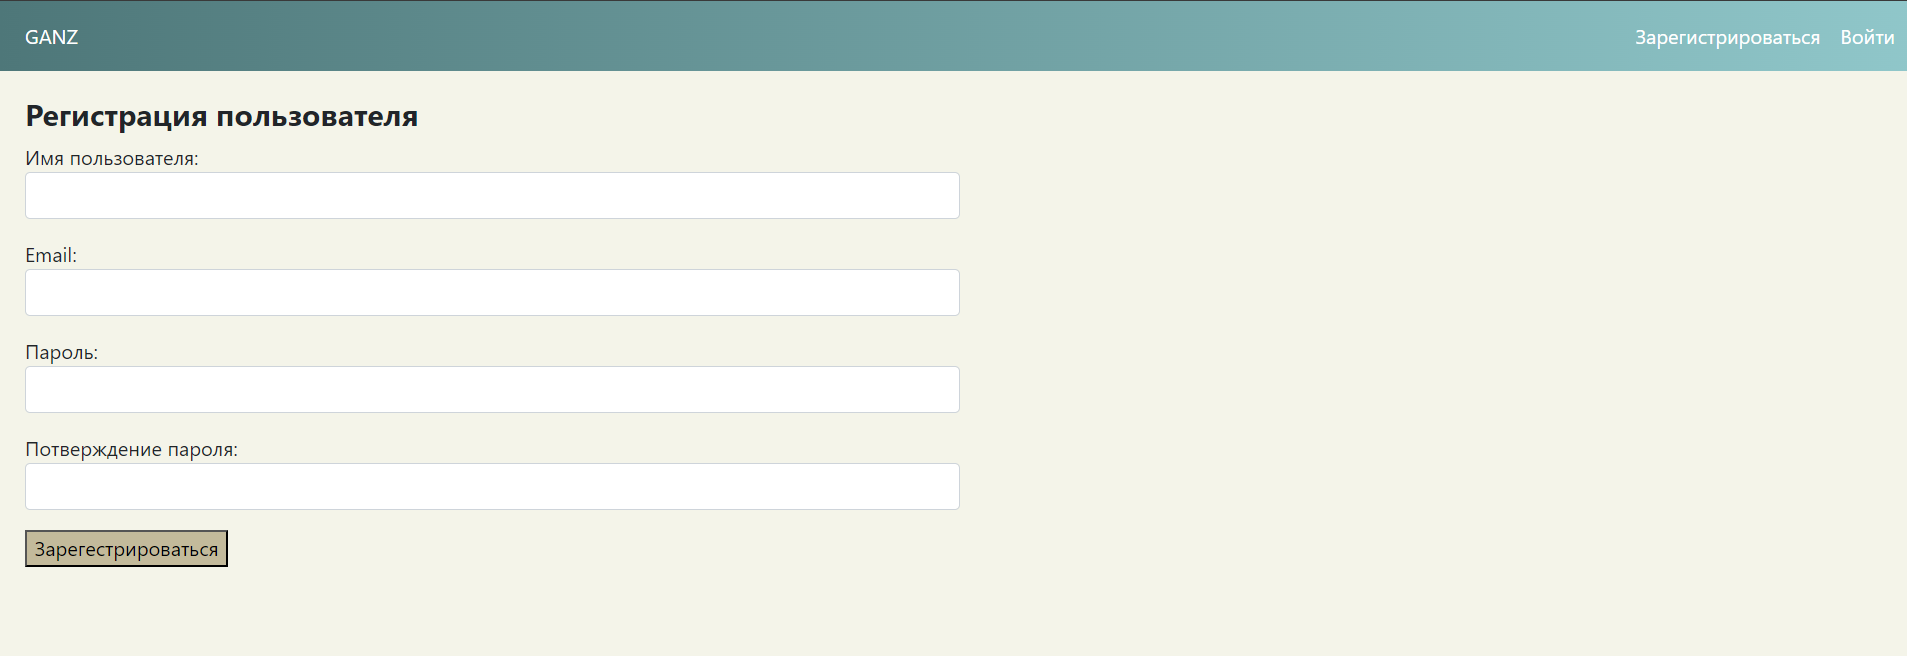 GANZ Зарегистрироваться Войти
Регистрация пользователя
Имя пользователя:
Email:
Пароль:
Потверждение пароля:
Зарегестрироваться